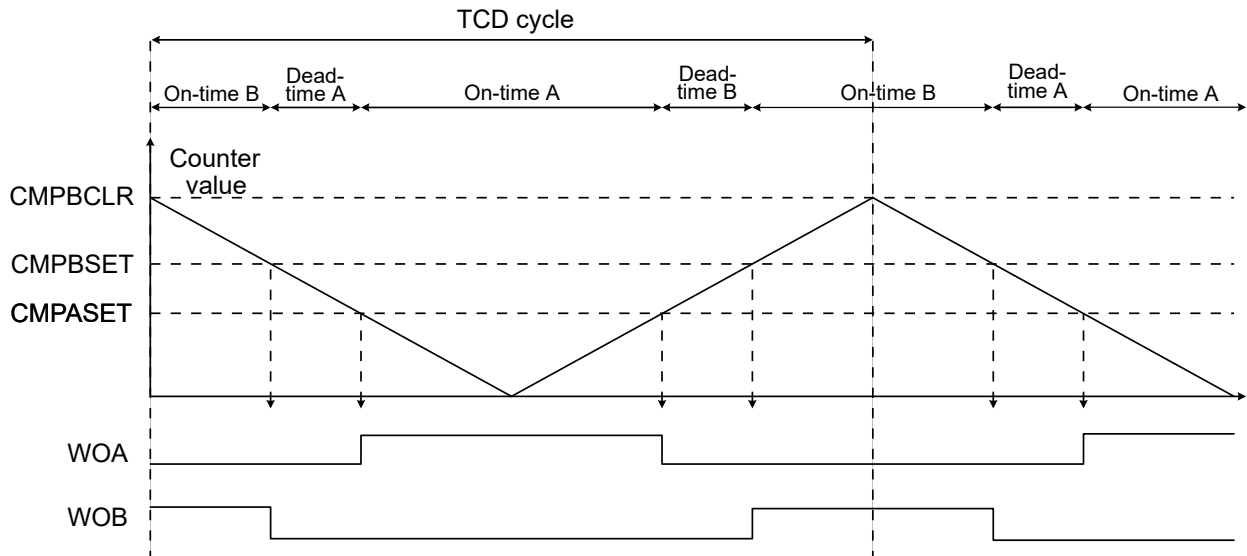 TCD cycle
On-time B
Dead-
time A
On-time A
Dead-
time B
On-time B
Dead-
time A
On-time A
Counter
value
CMPBCLR
CMPBSET
CMPASET
WOA
WOB